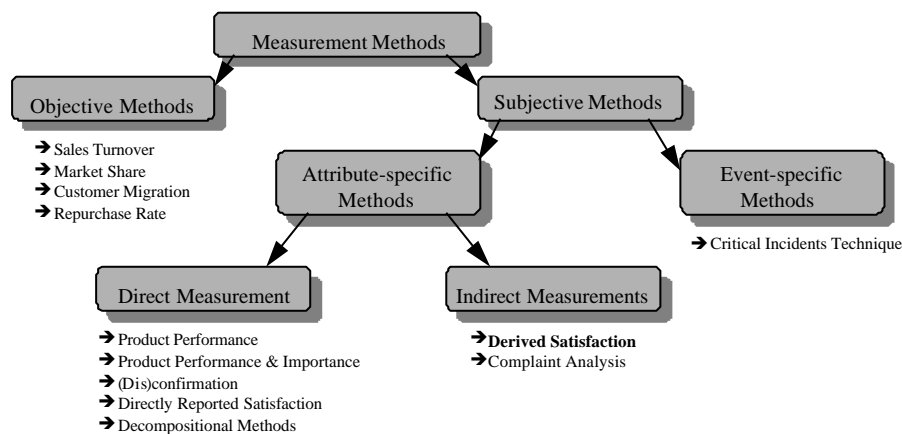 Measurement Methods
Objective Methods
➔ Sales Turnover
➔ Market Share
➔ Customer Migration
➔ Repurchase Rate
Subjective Methods
Attribute-specific
Methods
Event-specific
Methods
➔ Critical Incidents Technique
Direct Measurement
➔ Product Performance
➔ Product Performance & Importance
➔ (Dis)confirmation
➔ Directly Reported Satisfaction
➔ Decompositional Methods
Indirect Measurements
➔ Derived Satisfaction
➔ Complaint Analysis